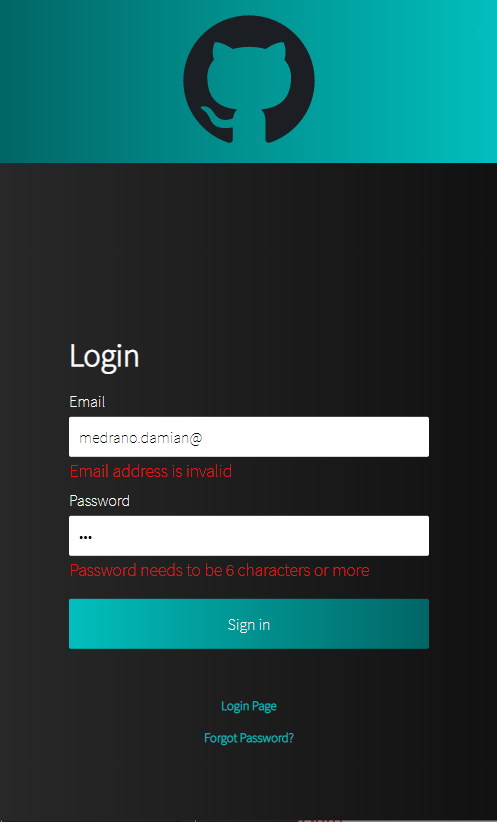 Login
Email
medrano.damian@
Email address is invalid
Password
•••
Password needs to be 6 characters or more
Sign in
Login Page
Forgot Password?